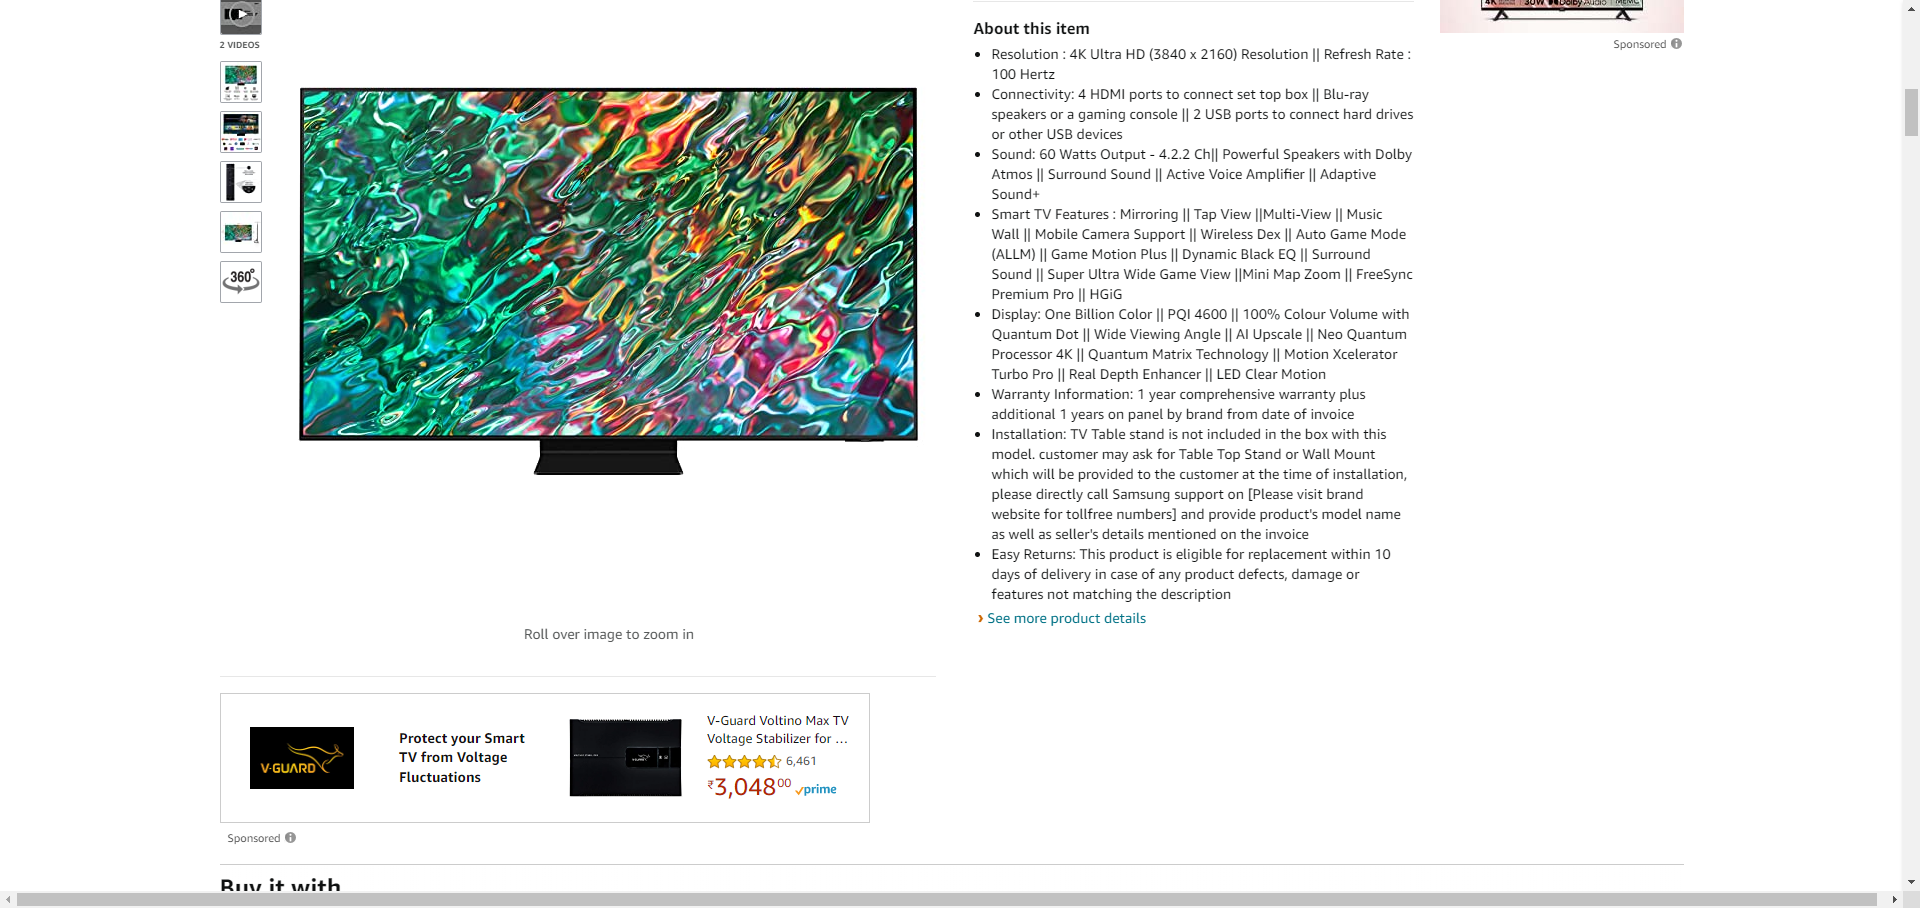 2 VIDEOS
360°
Roll over image to zoom in
V-GUARD
Protect your Smart
TV from Voltage
Fluctuations
V-Guard Voltino Max TV
Voltage Stabilizer for ...
6,461
₹3,04800 prime
Sponsored
Buy it with
About this item
Resolution : 4K Ultra HD (3840 x 2160) Resolution || Refresh Rate :
100 Hertz
Connectivity: 4 HDMI ports to connect set top box || Blu-ray
speakers or a gaming console || 2 USB ports to connect hard drives
or other USB devices
Sound: 60 Watts Output - 4.2.2 Ch|| Powerful Speakers with Dolby
Atmos || Surround Sound || Active Voice Amplifier || Adaptive
Sound+
Smart TV Features : Mirroring || Tap View ||Multi-View || Music
Wall || Mobile Camera Support || Wireless Dex || Auto Game Mode
(ALLM) || Game Motion Plus || Dynamic Black EQ || Surround
Sound || Super Ultra Wide Game View ||Mini Map Zoom || FreeSync
Premium Pro || HGiG
Display: One Billion Color || PQI 4600 || 100% Colour Volume with
Quantum Dot || Wide Viewing Angle || AI Upscale || Neo Quantum
Processor 4K || Quantum Matrix Technology || Motion Xcelerator
Turbo Pro || Real Depth Enhancer || LED Clear Motion
Warranty Information: 1 year comprehensive warranty plus
additional 1 years on panel by brand from date of invoice
Installation: TV Table stand is not included in the box with this
model. customer may ask for Table Top Stand or Wall Mount
which will be provided to the customer at the time of installation,
please directly call Samsung support on [Please visit brand
website for tollfree numbers] and provide product's model name
as well as seller's details mentioned on the invoice
Easy Returns: This product is eligible for replacement within 10
days of delivery in case of any product defects, damage or
features not matching the description
› See more product details
4K 30W Dolby Audio MEMC
Sponsored